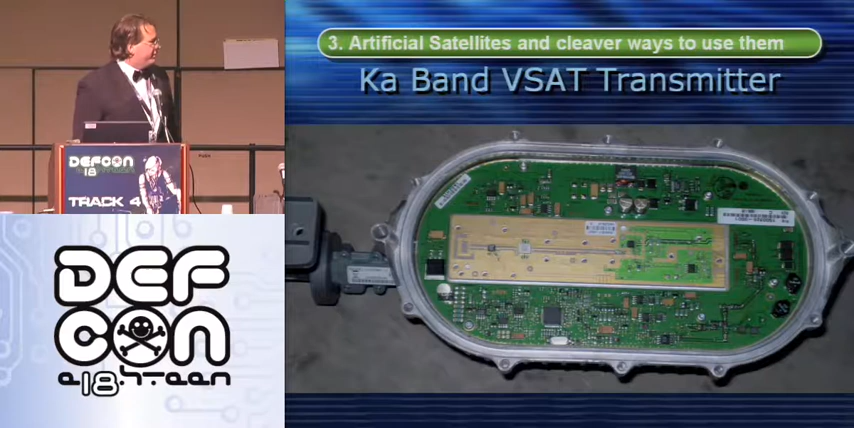 3. Artificial Satellites and cleaver ways to use them
Ka Band VSAT Transmitter
DEFCON
18
TRACK 4
DEF
CON
18